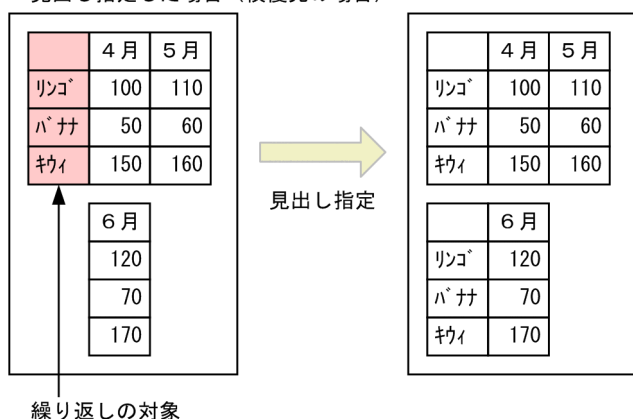 見出し指定した場合（横優先の場合）
４月 ５月
ﾘﾝｺﾞ 100 110
ﾊﾞﾅﾅ 50 60
ｷｳｨ 150 160
６月
120
70
170
繰り返しの対象
見出し指定
４月 ５月
ﾘﾝｺﾞ 100 110
ﾊﾞﾅﾅ 50 60
ｷｳｨ 150 160
６月
ﾘﾝｺﾞ 120
ﾊﾞﾅﾅ 70
ｷｳｨ 170